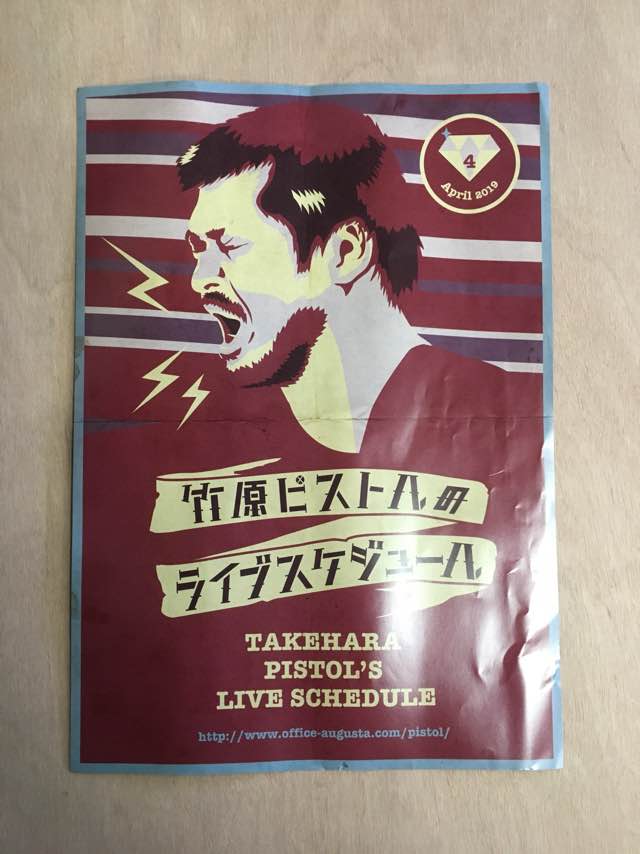 4
April 2019
竹原ピストルの
ライブスケジュール
TAKEHARA
PISTOL'S
LIVE SCHEDULE
http://www.office-augusta.com/pistol/